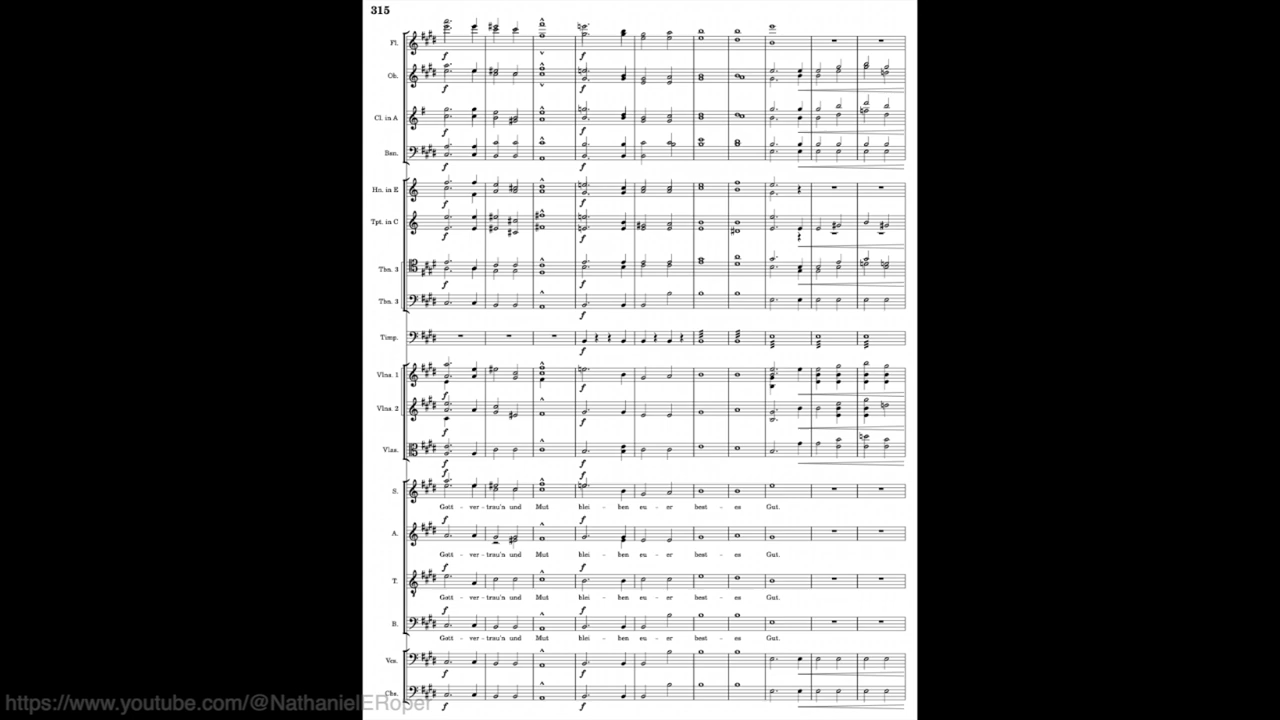 315
Fl.
f f
Ob.
f f
Cl. in A
f f
Bsn.
f f
Hn. in E
f f
Tpt. in C
f f
Tbn. 3
f f
Tbn. 3
f
Timp.
f
Vlns. 1
f f
Vlns. 2
f f
Vlas.
f f
S.
Gott - ver - trau'n und Mut blei - ben eu - er best - es Gut.
f f
A.
Gott - ver - trau'n und Mut blei - ben eu - er best - es Gut.
f f
T.
Gott - ver - trau'n und Mut blei - ben eu - er best - es Gut.
f f
B.
Gott - ver - trau'n und Mut blei - ben eu - er best - es Gut.
Vcs.
f f
Cbs.
f f
https://www.youtube.com/@NathanielERoper